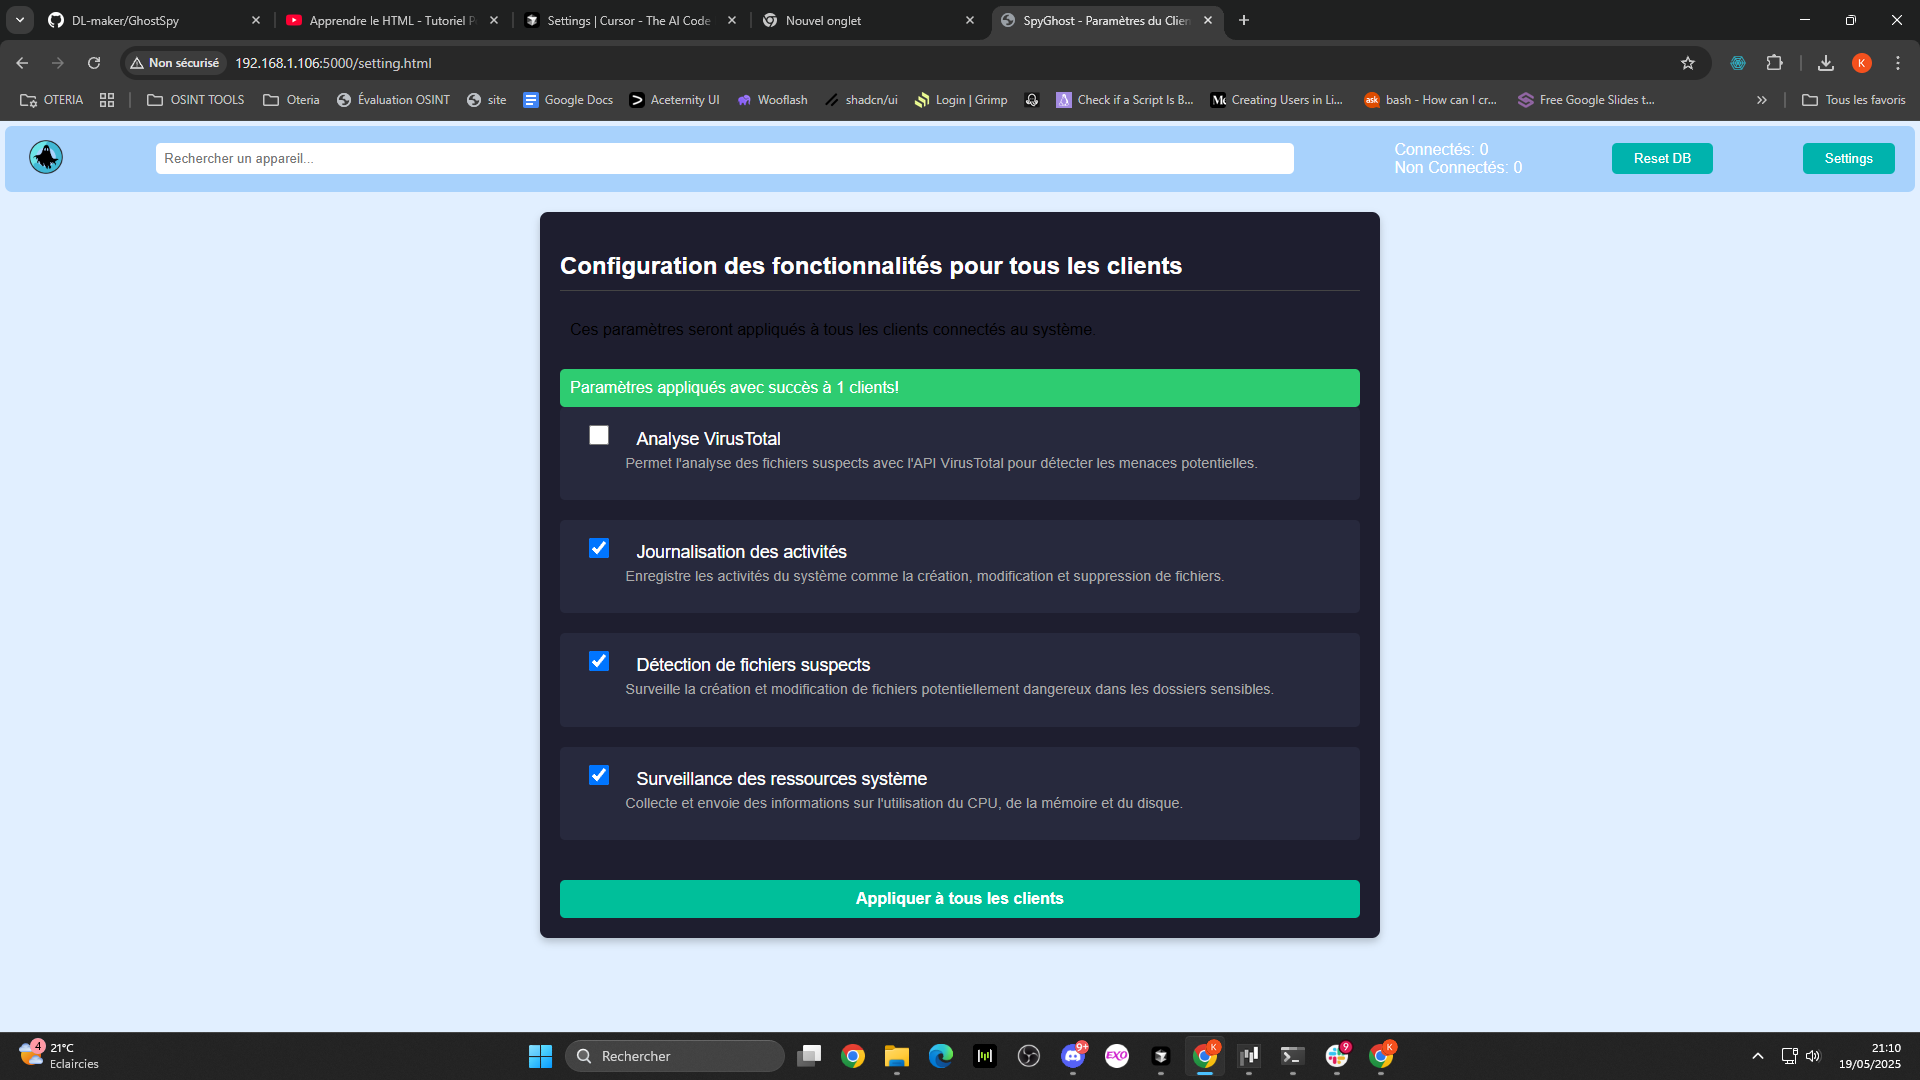 DL-maker/GhostSpy
Apprendre le HTML - Tutoriel P
Settings | Cursor - The AI Code
Nouvel onglet
SpyGhost - Paramètres du Clien
Non sécurisé
192.168.1.106:5000/setting.html
K
OTERIA
OSINT TOOLS
Oteria
Évaluation OSINT
site
Google Docs
Aceternity UI
Wooflash
shadcn/ui
Login | Grimp
Check if a Script Is B...
Creating Users in Li...
bash - How can I cr...
Free Google Slides t...
Tous les favoris
Rechercher un appareil...
Connectés: 0
Non Connectés: 0
Reset DB
Settings
Configuration des fonctionnalités pour tous les clients
Ces paramètres seront appliqués à tous les clients connectés au système.
Paramètres appliqués avec succès à 1 clients!
Analyse VirusTotal
Permet l'analyse des fichiers suspects avec l'API VirusTotal pour détecter les menaces potentielles.
Journalisation des activités
Enregistre les activités du système comme la création, modification et suppression de fichiers.
Détection de fichiers suspects
Surveille la création et modification de fichiers potentiellement dangereux dans les dossiers sensibles.
Surveillance des ressources système
Collecte et envoie des informations sur l'utilisation du CPU, de la mémoire et du disque.
Appliquer à tous les clients
4
21°C
Eclaircies
Rechercher
9+
EXO
K
9
K
21:10
19/05/2025